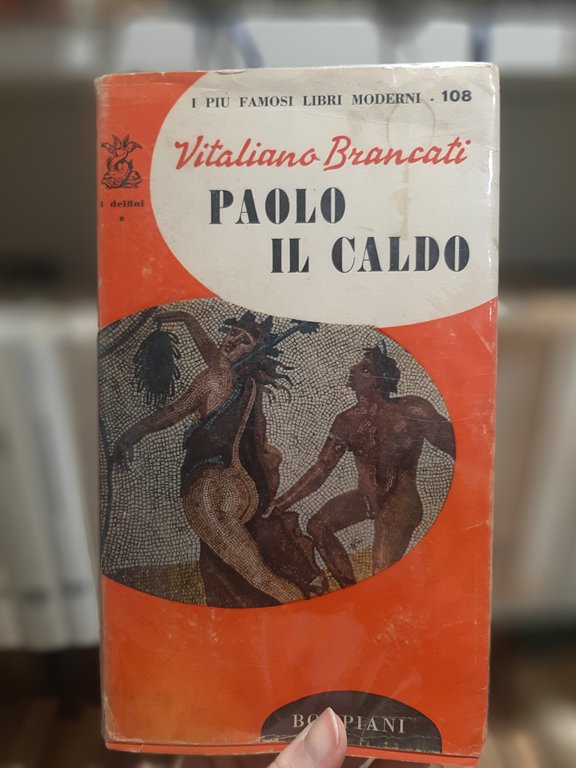 I PIÙ FAMOSI LIBRI MODERNI - 108
Vitaliano Brancati
PAOLO
IL CALDO
i delfini
BOMPIANI